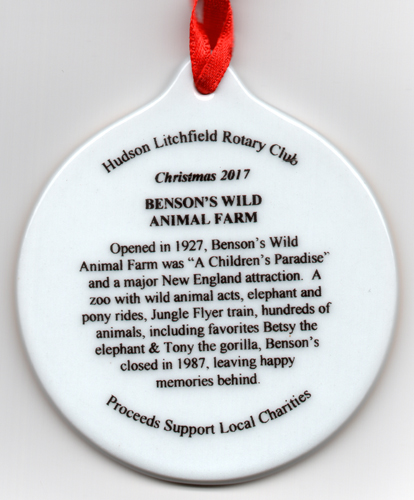 Hudson Litchfield Rotary Club
Christmas 2017
BENSON'S WILD
ANIMAL FARM
Opened in 1927, Benson's Wild
Animal Farm was "A Children's Paradise"
and a major New England attraction. A
zoo with wild animal acts, elephant and
pony rides, Jungle Flyer train, hundreds of
animals, including favorites Betsy the
elephant & Tony the gorilla, Benson's
closed in 1987, leaving happy
memories behind.
Proceeds Support Local Charities